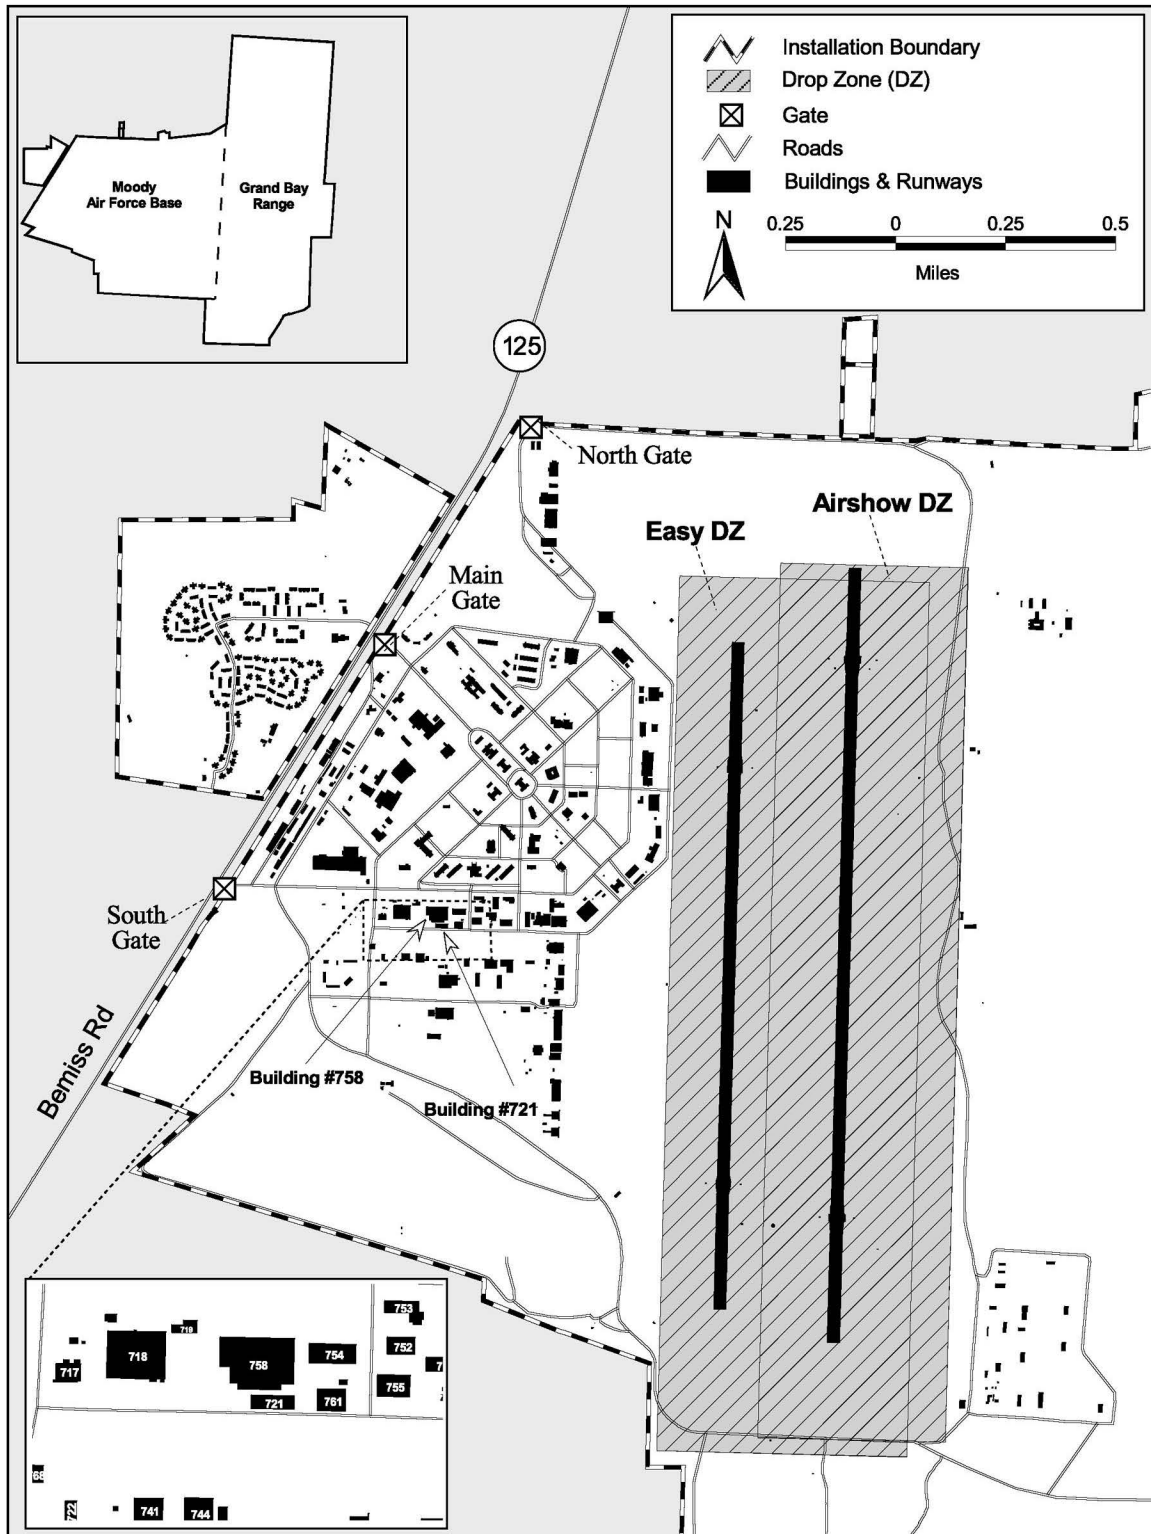 Moody
Air Force Base
Grand Bay
Range
Installation Boundary
Drop Zone (DZ)
Gate
Roads
Buildings & Runways
N
0.25 0 0.25 0.5
Miles
125
North Gate
Airshow DZ
Easy DZ
Main
Gate
South
Gate
Bemiss Rd
Building #758
Building #721
753
719
718
758
754
752
717
721
761
755
68
722
741
744